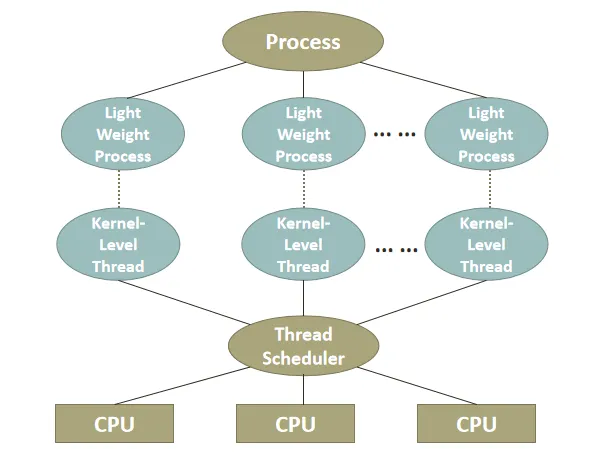 Process
Light
Weight
Process
Light
Weight
Process
... ...
Light
Weight
Process
Kernel-
Level
Thread
Kernel-
Level
Thread
... ...
Kernel-
Level
Thread
Thread
Scheduler
CPU
CPU
CPU